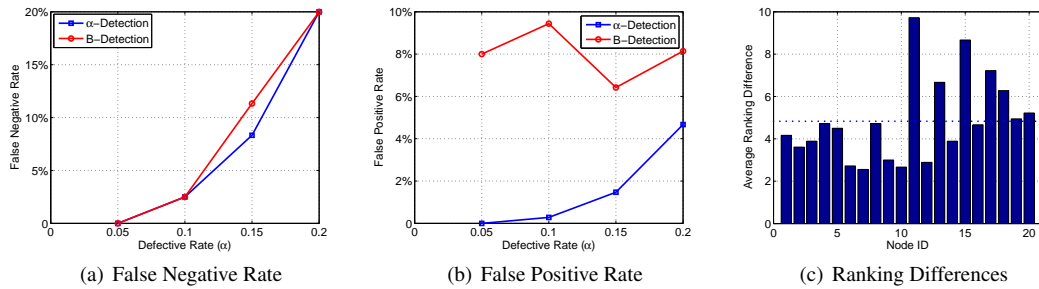 20%
15%
10%
5%
0
0
0.05
0.1
0.15
0.2
False Negative Rate
Defective Rate (α)
α−Detection
B−Detection
(a) False Negative Rate
10%
8%
6%
4%
2%
0
0
0.05
0.1
0.15
0.2
False Positive Rate
Defective Rate (α)
α−Detection
B−Detection
(b) False Positive Rate
10
8
6
4
2
0
0
5
10
15
20
Average Ranking Difference
Node ID
(c) Ranking Differences